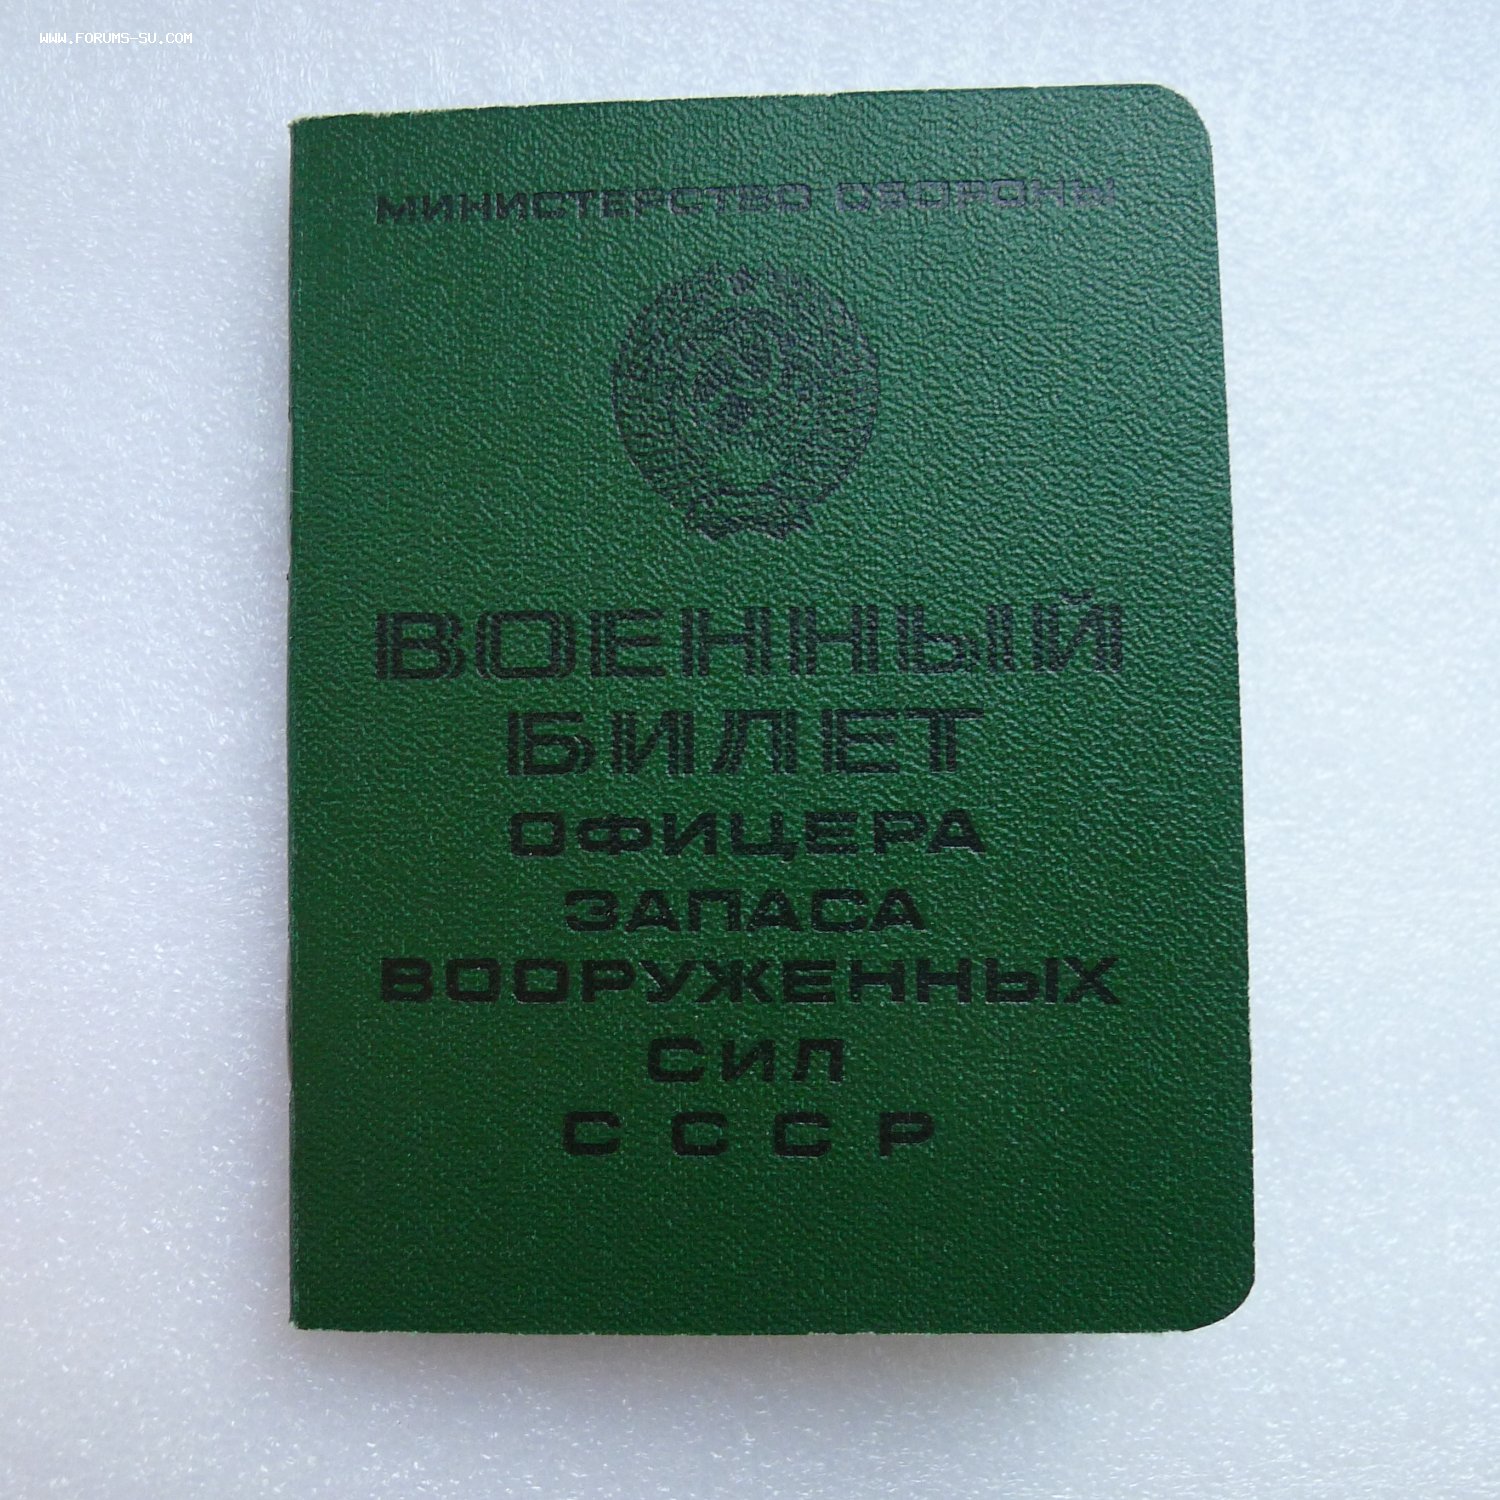 WWW.FORUMS-SU.COM
МИНИСТЕРСТВО ОБОРОНЫ
ВОЕННЫЙ
БИЛЕТ
ОФИЦЕРА
ЗАПАСА
ВООРУЖЕННЫХ
СИЛ
СССР